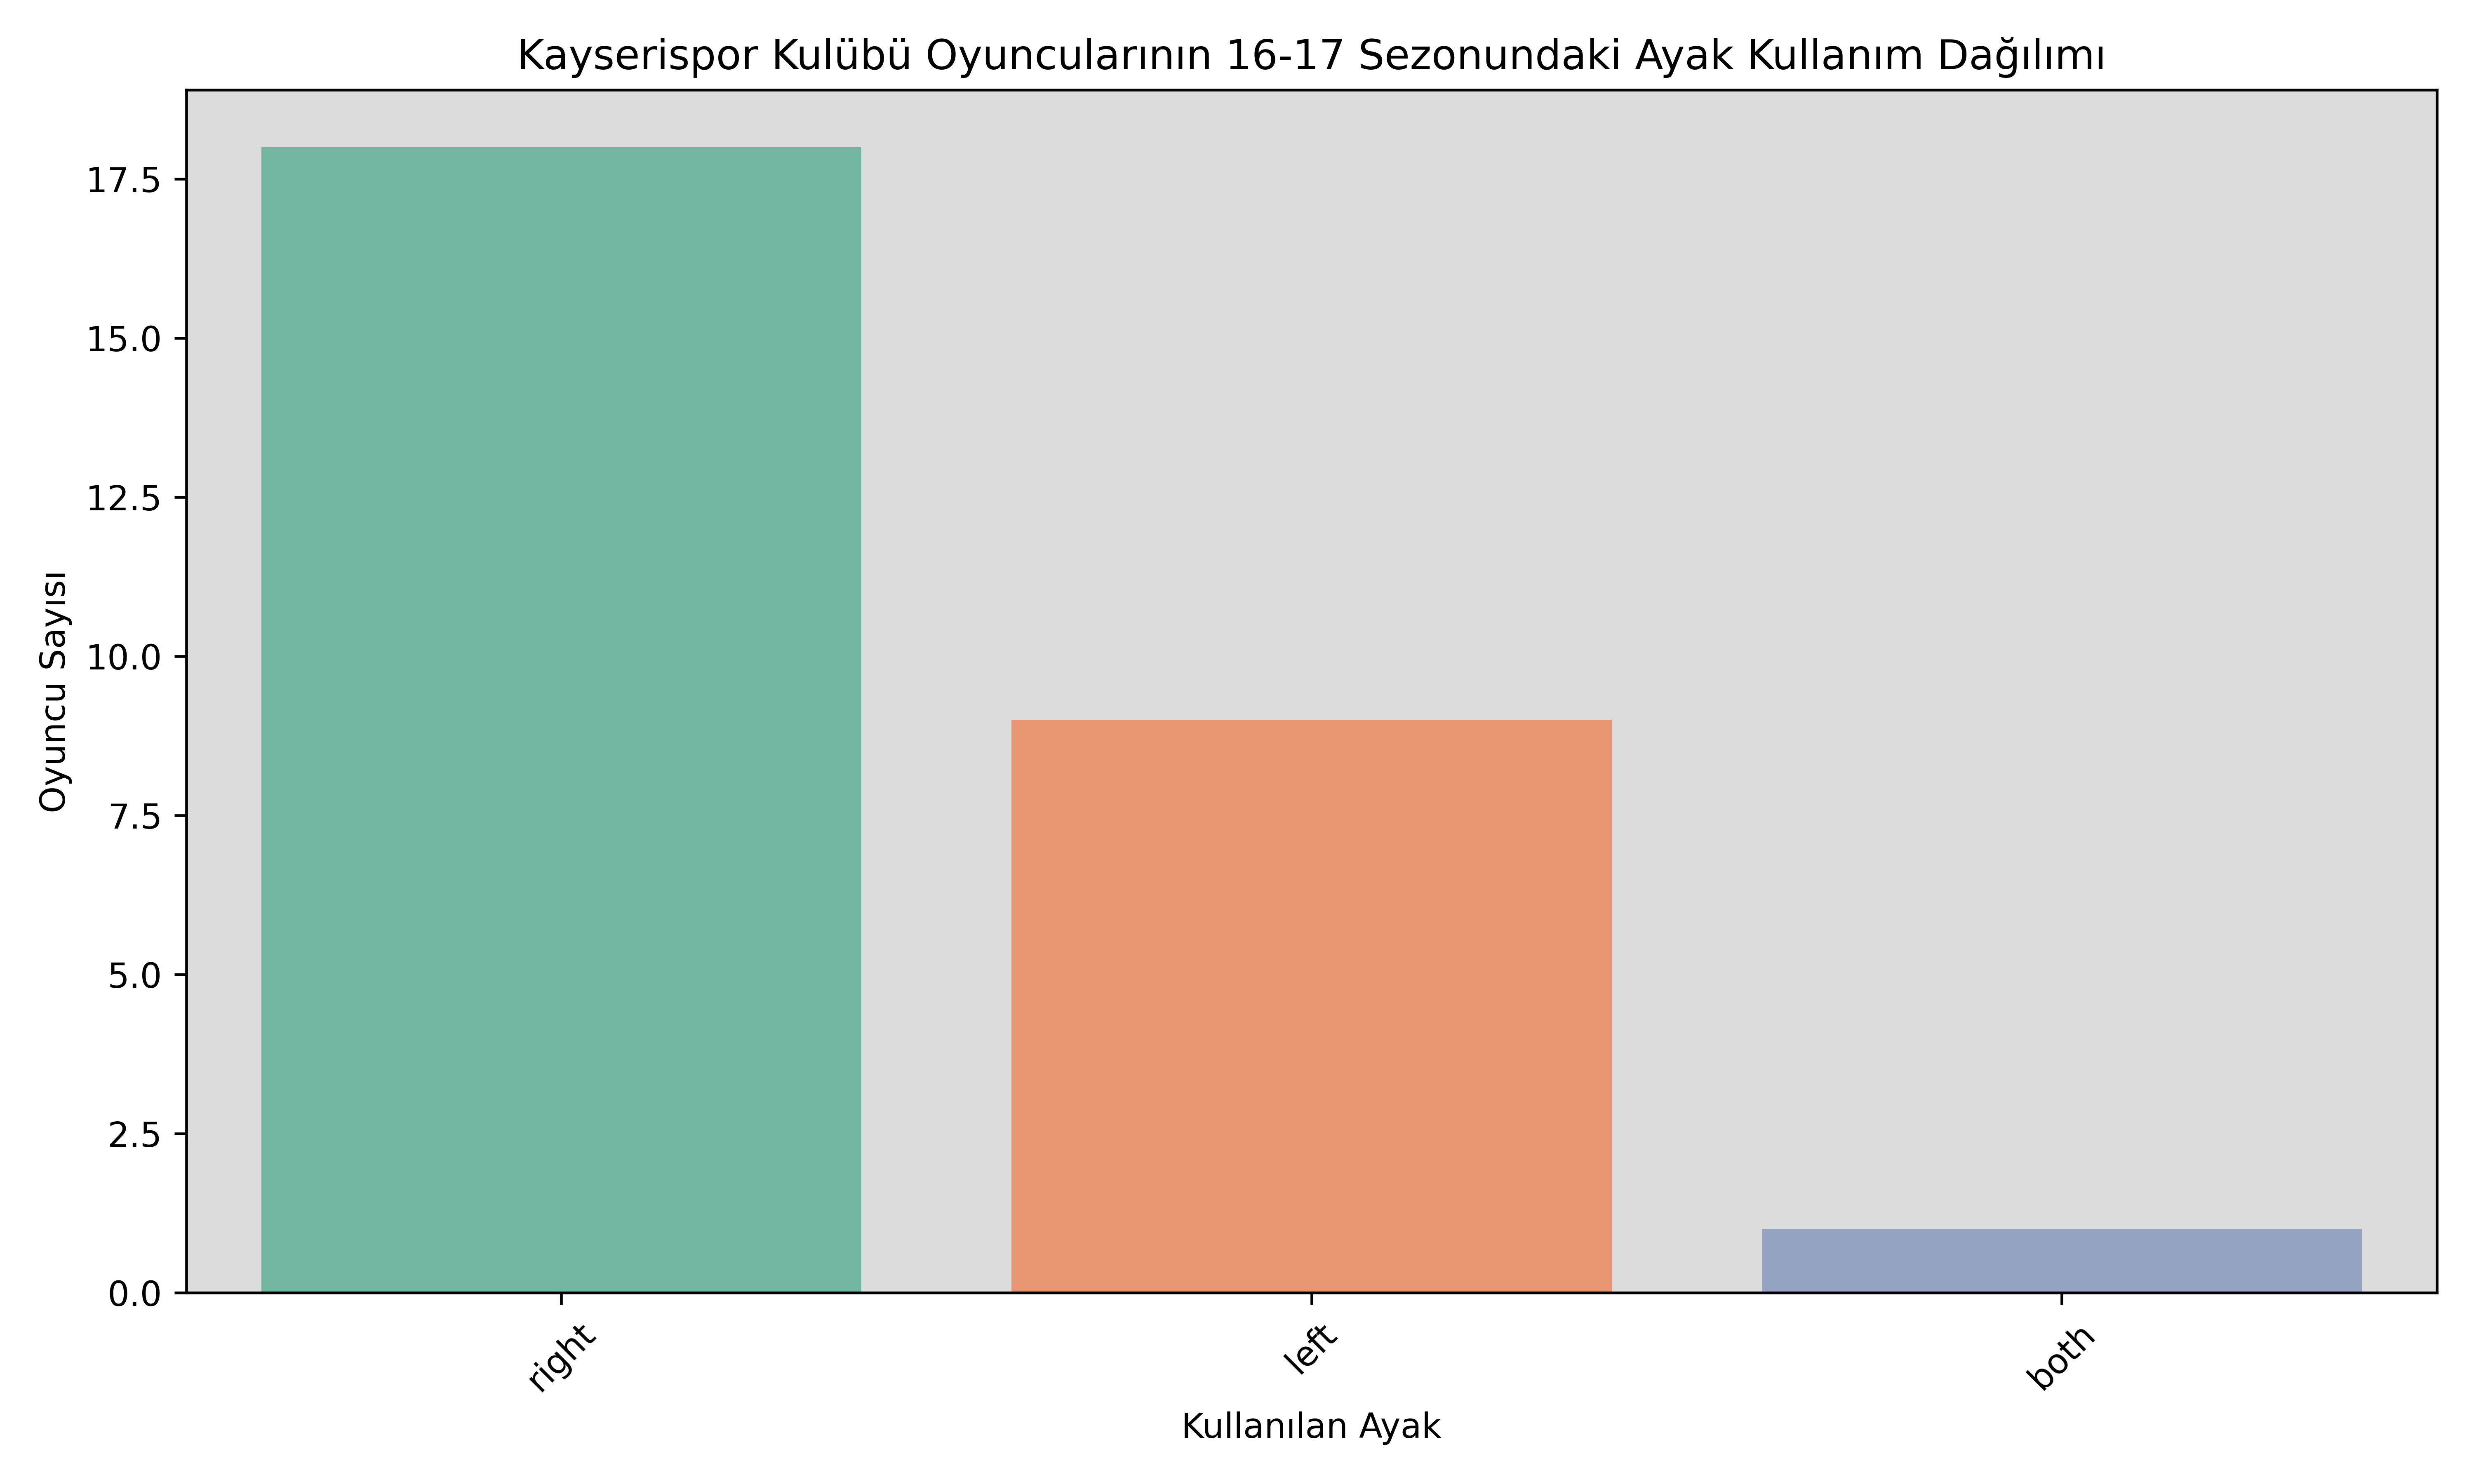 Kayserispor Kulübü Oyuncularının 16-17 Sezonundaki Ayak Kullanım Dağılımı
Oyuncu Sayısı
17.5
15.0
12.5
10.0
7.5
5.0
2.5
0.0
right
left
both
Kullanılan Ayak